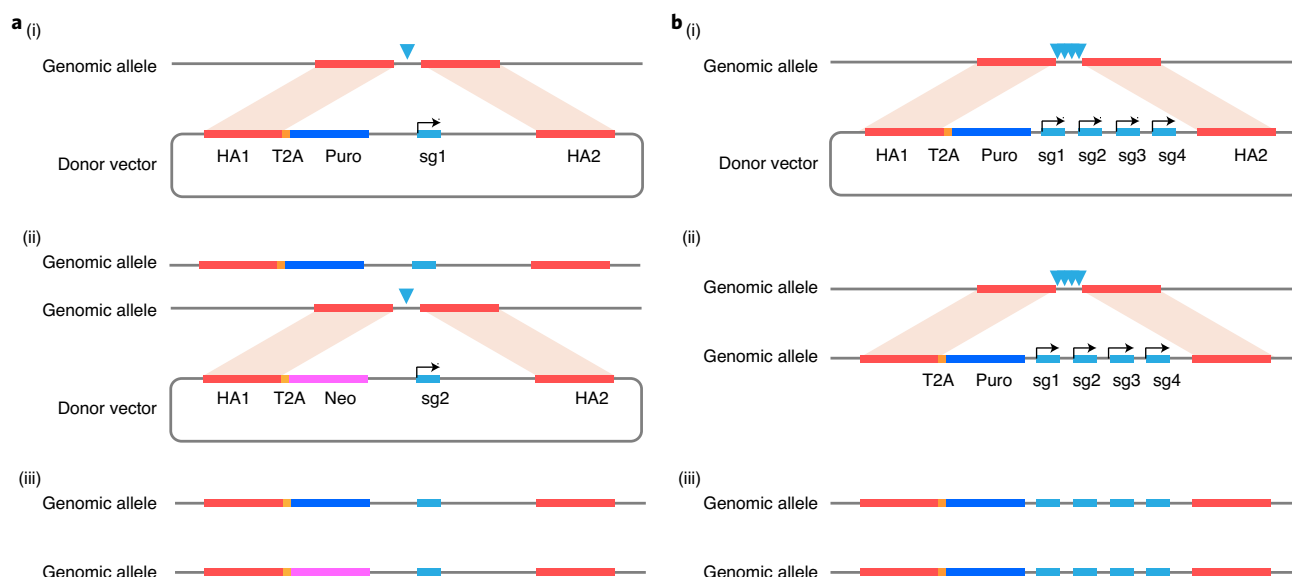 a (i)
Genomic allele
Donor vector
HA1 T2A Puro sg1 HA2
(ii)
Genomic allele
Genomic allele
Donor vector
HA1 T2A Neo sg2 HA2
(iii)
Genomic allele
Genomic allele
b (i)
Genomic allele
Donor vector
HA1 T2A Puro sg1 sg2 sg3 sg4 HA2
(ii)
Genomic allele
Genomic allele
T2A Puro sg1 sg2 sg3 sg4
(iii)
Genomic allele
Genomic allele